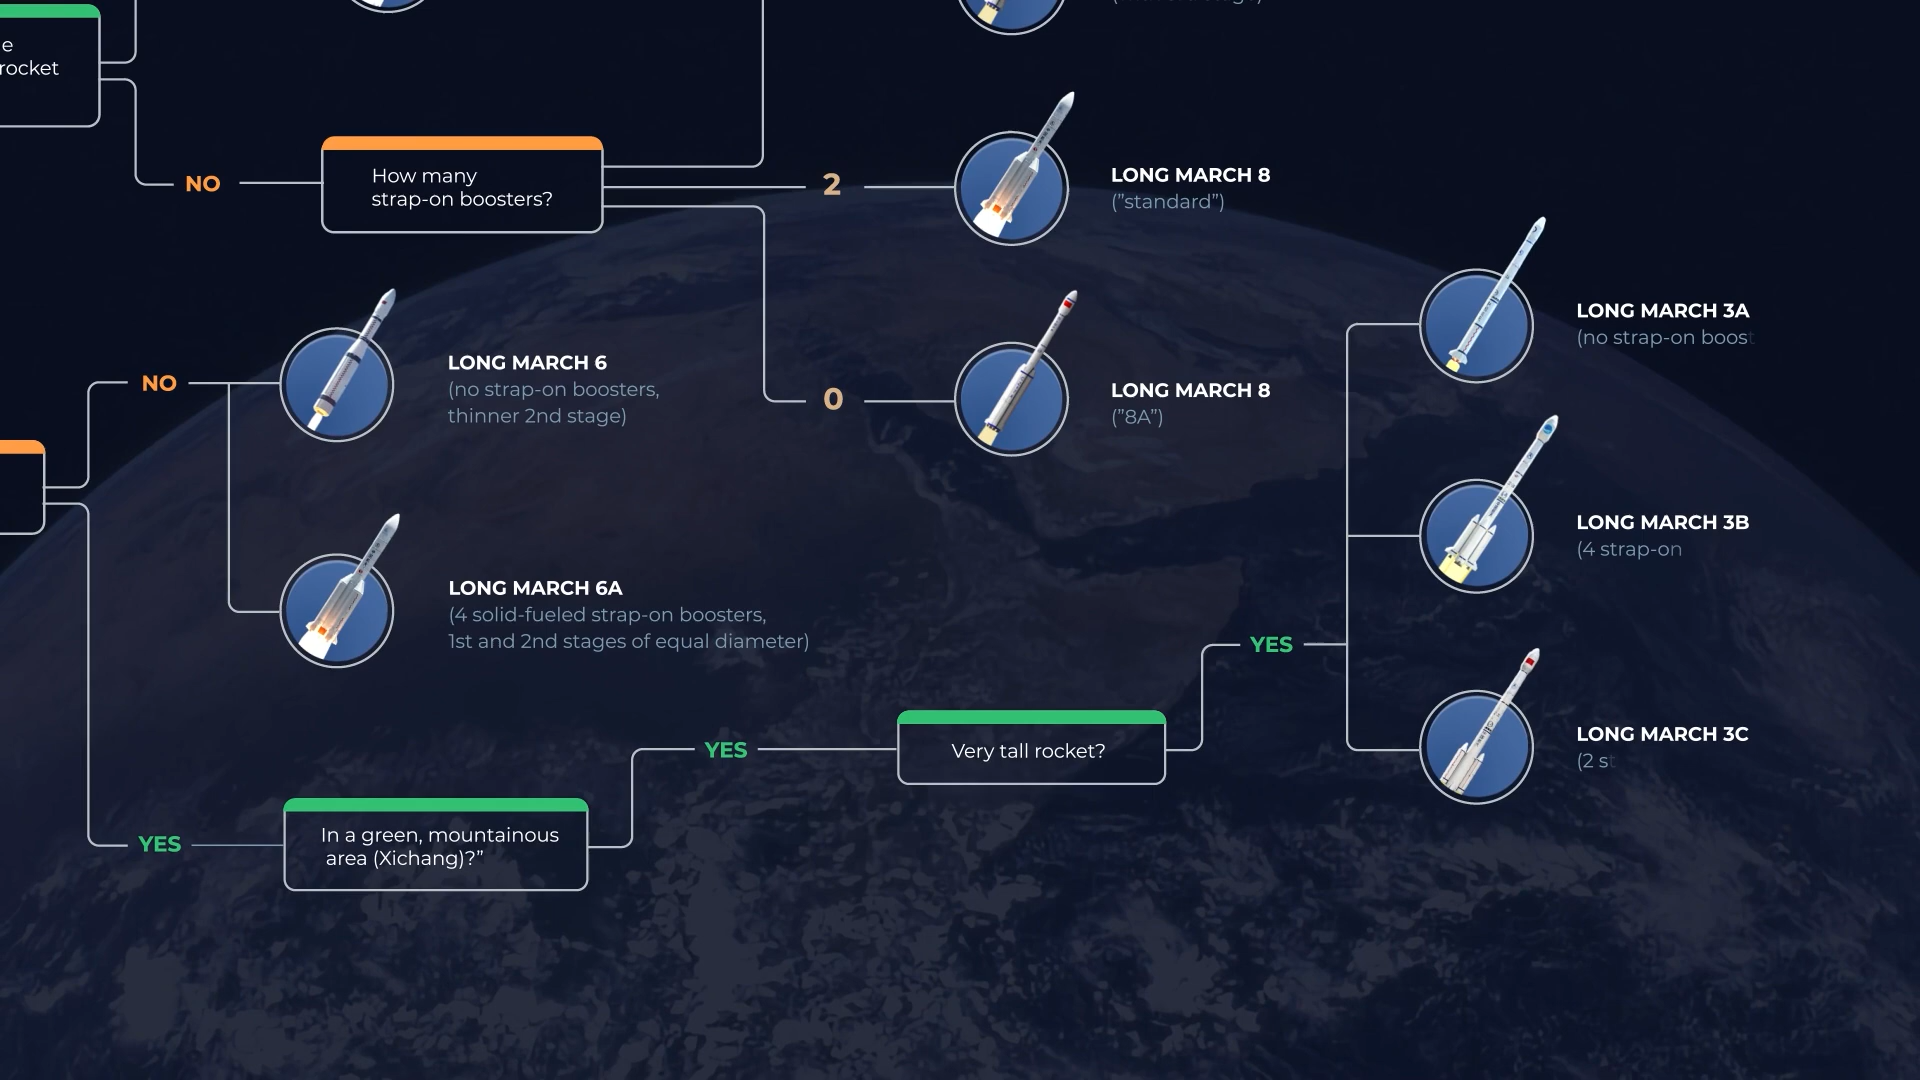 e
rocket
NO
How many
strap-on boosters?
2
LONG MARCH 8
(”standard”)
0
LONG MARCH 8
(”8A”)
NO
LONG MARCH 6
(no strap-on boosters,
thinner 2nd stage)
LONG MARCH 6A
(4 solid-fueled strap-on boosters,
1st and 2nd stages of equal diameter)
YES
In a green, mountainous
area (Xichang)?”
YES
Very tall rocket?
YES
LONG MARCH 3A
(no strap-on boost
LONG MARCH 3B
(4 strap-on
LONG MARCH 3C
(2 st